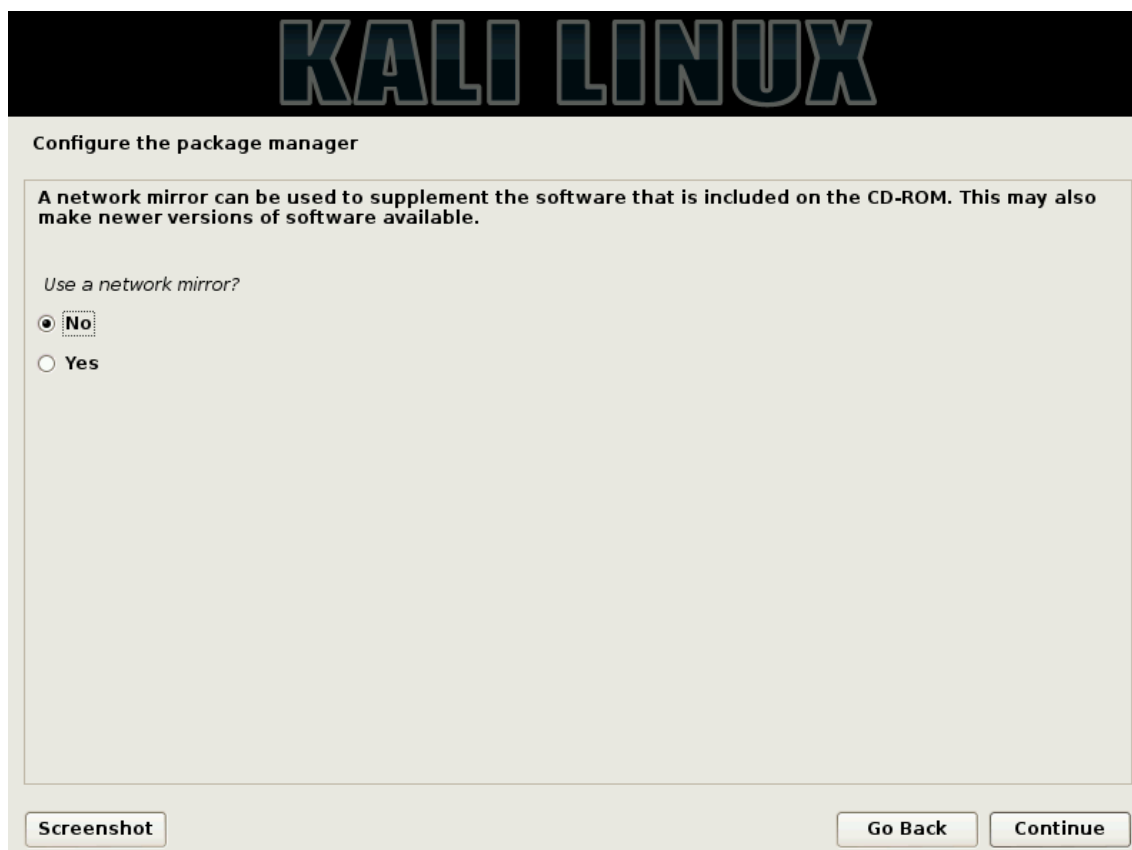 KALI LINUX
Configure the package manager
A network mirror can be used to supplement the software that is included on the CD-ROM. This may also
make newer versions of software available.
Use a network mirror?
No
Yes
Screenshot
Go Back
Continue